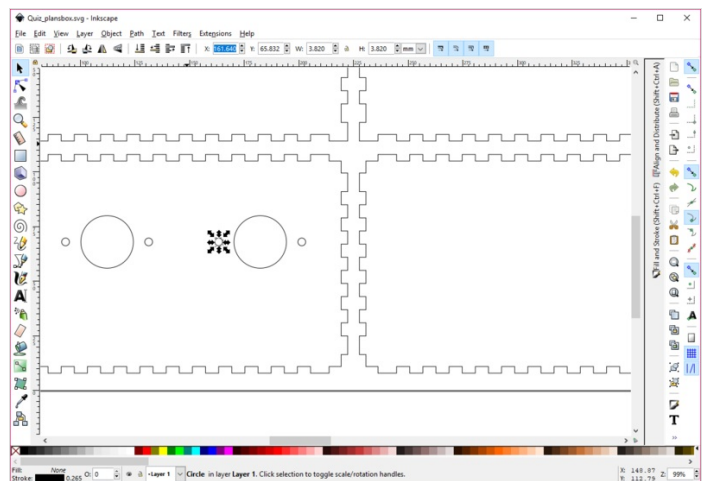 Quiz_plansbox.svg - Inkscape
File Edit View Layer Object Path Text Filters Extensions Help
X: 161.640 Y: 65.832 W: 3.820 H: 3.820 mm
Align and Distribute (Shift+Ctrl+A)
Fill and Stroke (Shift+Ctrl+F)
Fill: None
Stroke: 0.265 O: 0 Layer 1 Circle in layer Layer 1. Click selection to toggle scale/rotation handles.
X: 148.87
Y: 112.79
Z: 99%